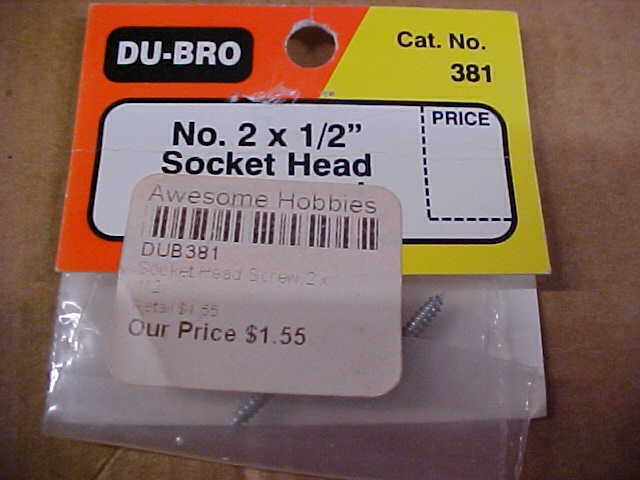 DU-BRO
Cat. No.
381
No. 2 x 1/2”
Socket Head
PRICE
Awesome Hobbies
DUB381
Socket Head Screw, 2 x
1/2
Retail $1.55
Our Price $1.55